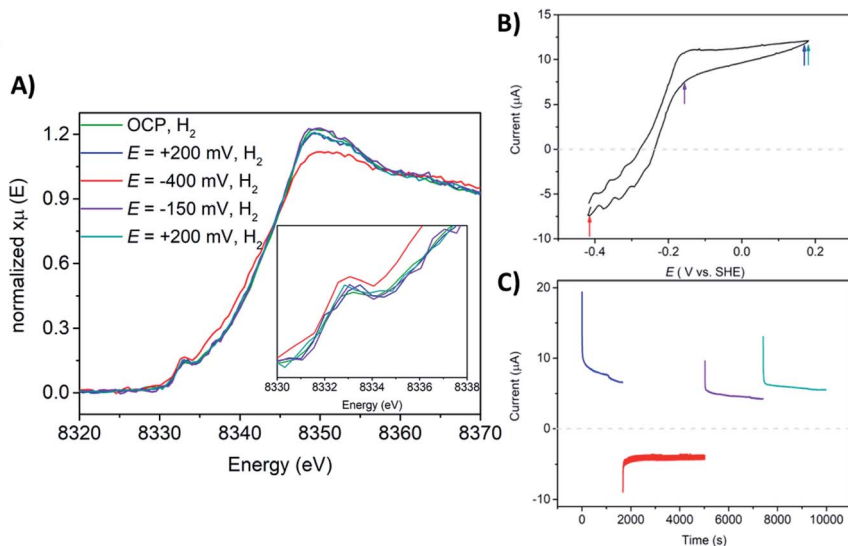 A)
normalized xμ (E)
1.2
0.9
0.6
0.3
0.0
OCP, H₂
E = +200 mV, H₂
E = -400 mV, H₂
E = -150 mV, H₂
E = +200 mV, H₂
8330 8332 8334 8336 8338
Energy (eV)
8320 8330 8340 8350 8360 8370
Energy (eV)
B)
Current (μA)
15
10
5
0
-5
-10
-0.4 -0.2 0.0 0.2
E ( V vs. SHE)
C)
Current (μA)
20
10
0
-10
0 2000 4000 6000 8000 10000
Time (s)